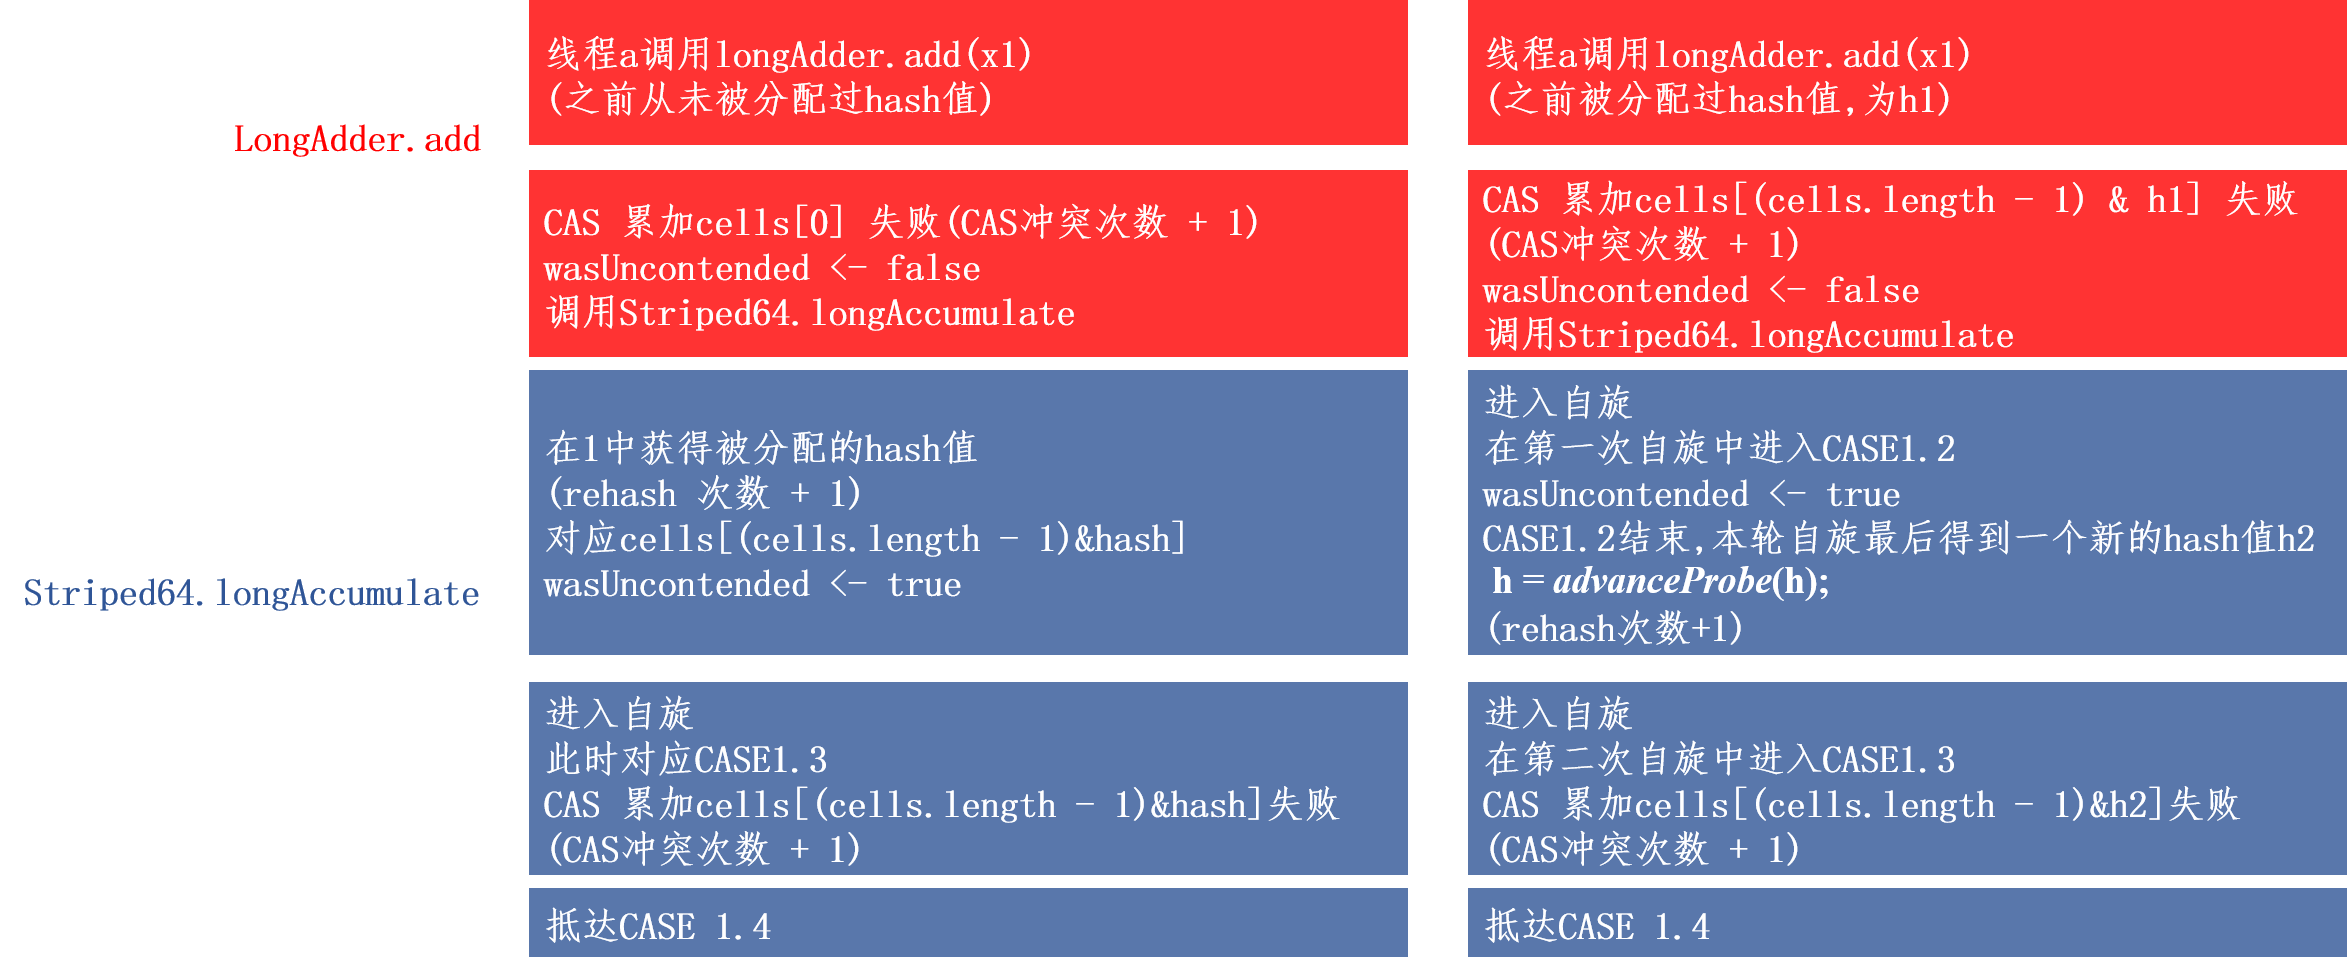 LongAdder.add
线程a调用longAdder.add(x1)
(之前从未被分配过hash值)
CAS 累加cells[0] 失败(CAS冲突次数 + 1)
wasUncontended <- false
调用Striped64.longAccumulate
线程a调用longAdder.add(x1)
(之前被分配过hash值,为h1)
CAS 累加cells[(cells.length - 1) & h1] 失败
(CAS冲突次数 + 1)
wasUncontended <- false
调用Striped64.longAccumulate
Striped64.longAccumulate
在1中获得被分配的hash值
(rehash 次数 + 1)
对应cells[(cells.length - 1)&hash]
wasUncontended <- true
进入自旋
此时对应CASE1.3
CAS 累加cells[(cells.length - 1)&hash]失败
(CAS冲突次数 + 1)
抵达CASE 1.4
进入自旋
在第一次自旋中进入CASE1.2
wasUncontended <- true
CASE1.2结束,本轮自旋最后得到一个新的hash值h2
h = advanceProbe(h);
(rehash次数+1)
进入自旋
在第二次自旋中进入CASE1.3
CAS 累加cells[(cells.length - 1)&h2]失败
(CAS冲突次数 + 1)
抵达CASE 1.4